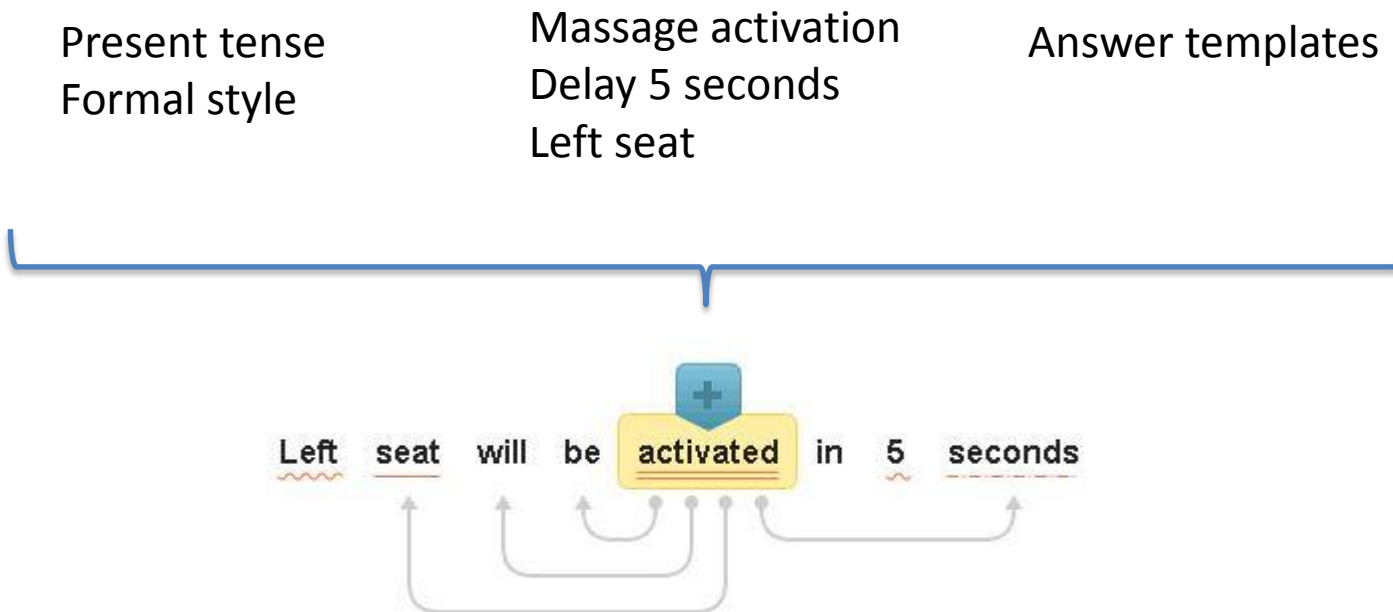 Present tense
Formal style
Massage activation
Delay 5 seconds
Left seat
Answer templates
Left seat will be activated in 5 seconds